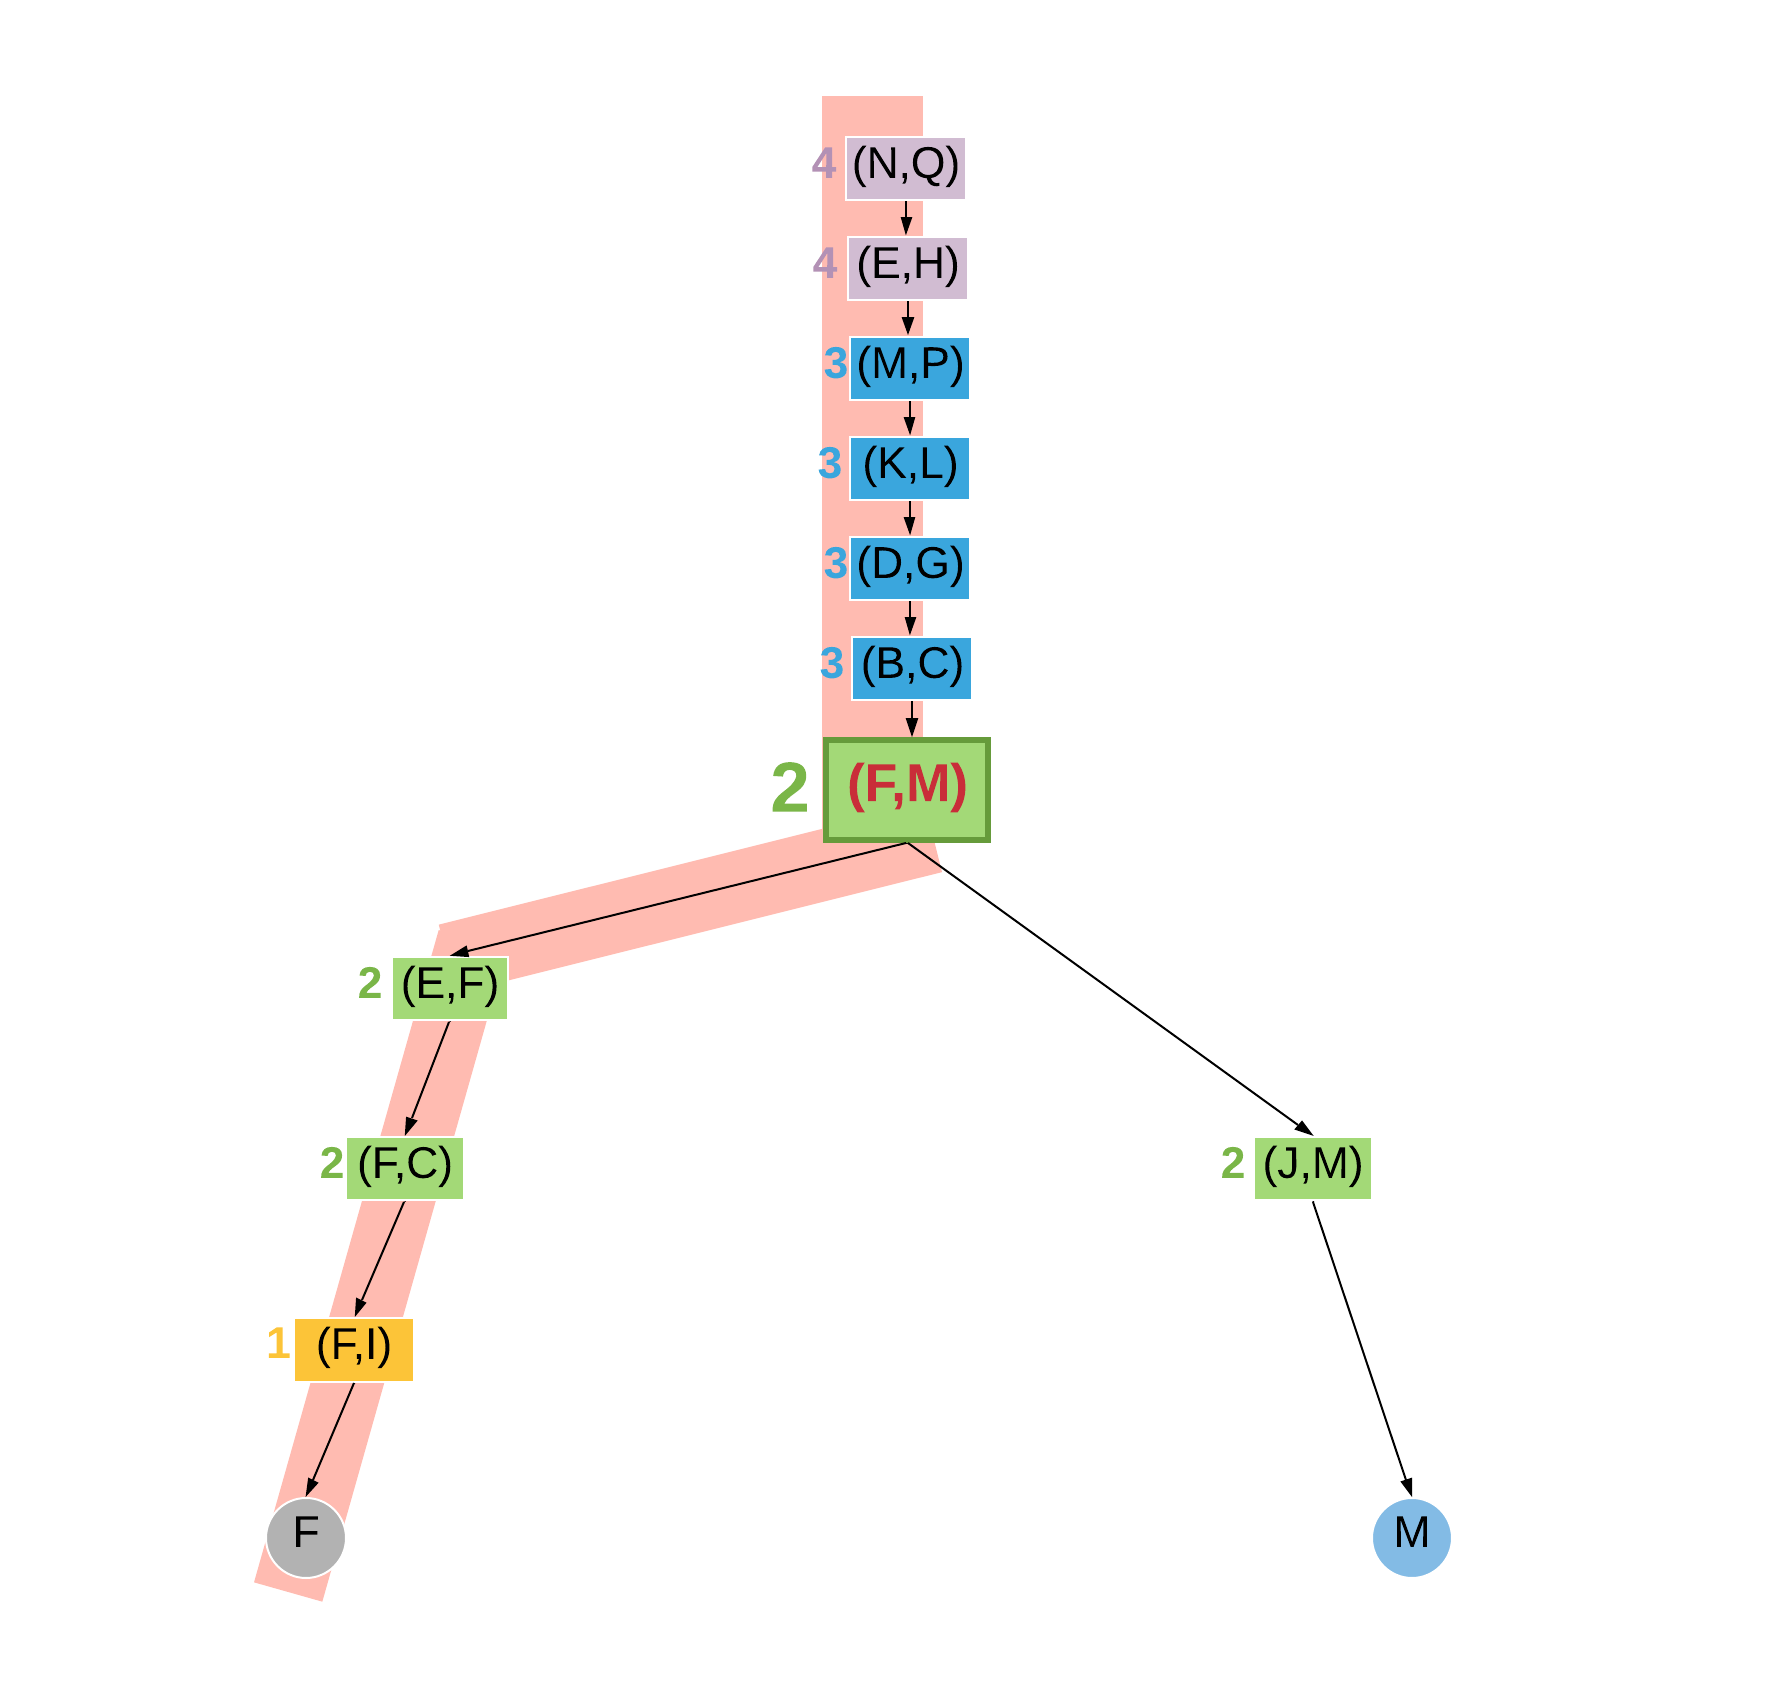 4 (N,Q)
4 (E,H)
3 (M,P)
3 (K,L)
3 (D,G)
3 (B,C)
2 (F,M)
2 (E,F)
2 (F,C)
2 (J,M)
1 (F,I)
F
M